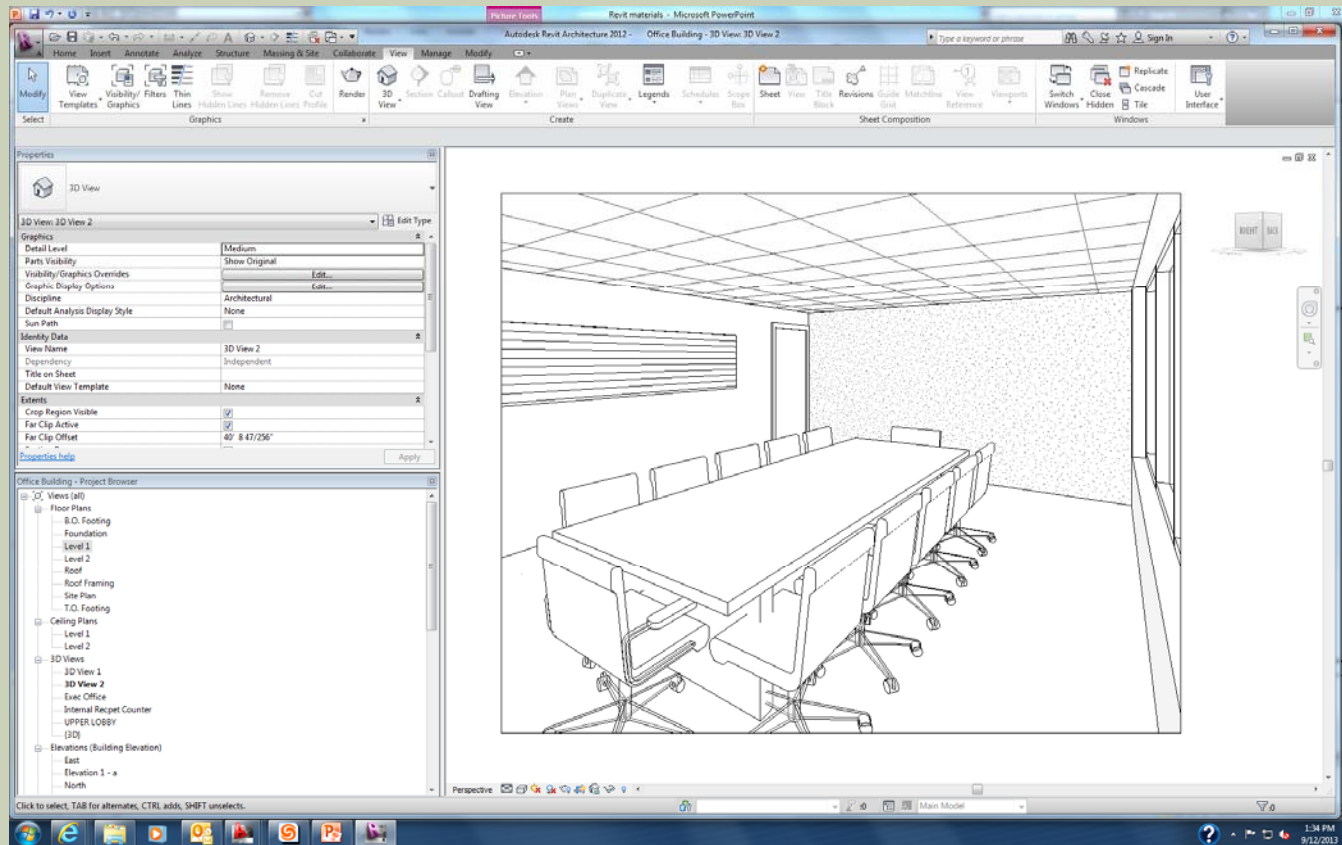 Picture Tools Revit materials - Microsoft PowerPoint
Autodesk Revit Architecture 2012 - Office Building - 3D View: 3D View 2
Type a keyword or phrase
Sign In
Home Insert Annotate Analyze Structure Massing & Site Collaborate View Manage Modify
Modify
View Templates
Visibility/ Graphics
Filters
Thin Lines
Show Hidden Lines
Remove Hidden Lines
Cut Profile
Render
3D View
Section
Callout
Drafting View
Elevation
Plan Views
Duplicate View
Legends
Schedules
Scope Box
Sheet
View
Title Block
Revisions
Guide Grid
Matchline
View Reference
Viewports
Switch Windows
Close Hidden
Replicate
Cascade
Tile
User Interface
Select Graphics Create Sheet Composition Windows
Properties
3D View
3D View: 3D View 2 Edit Type
Graphics
Detail Level Medium
Parts Visibility Show Original
Visibility/Graphics Overrides Edit...
Graphic Display Options Edit...
Discipline Architectural
Default Analysis Display Style None
Sun Path
Identity Data
View Name 3D View 2
Dependency Independent
Title on Sheet
Default View Template None
Extents
Crop Region Visible
Far Clip Active
Far Clip Offset 40' 8 47/256"
Properties help Apply
RIGHT BACK
Office Building - Project Browser
Views (all)
Floor Plans
B.O. Footing
Foundation
Level 1
Level 2
Roof
Roof Framing
Site Plan
T.O. Footing
Ceiling Plans
Level 1
Level 2
3D Views
3D View 1
3D View 2
Exec Office
Internal Recpet Counter
UPPER LOBBY
{3D}
Elevations (Building Elevation)
East
Elevation 1 - a
North
Perspective
Click to select, TAB for alternates, CTRL adds, SHIFT unselects.
:0
Main Model
:0
1:34 PM
9/12/2013